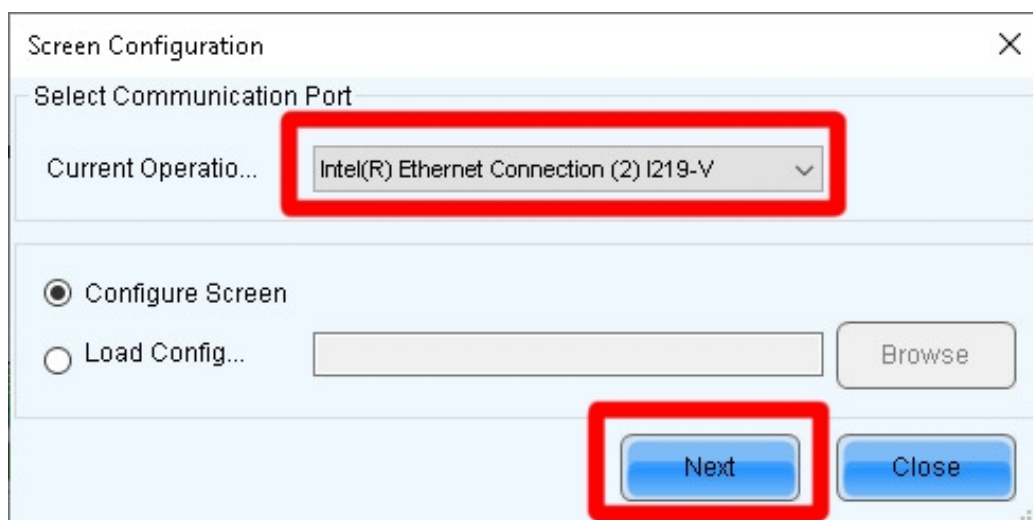 Screen Configuration
Select Communication Port
Current Operatio...
Intel(R) Ethernet Connection (2) I219-V
Configure Screen
Load Config...
Browse
Next
Close